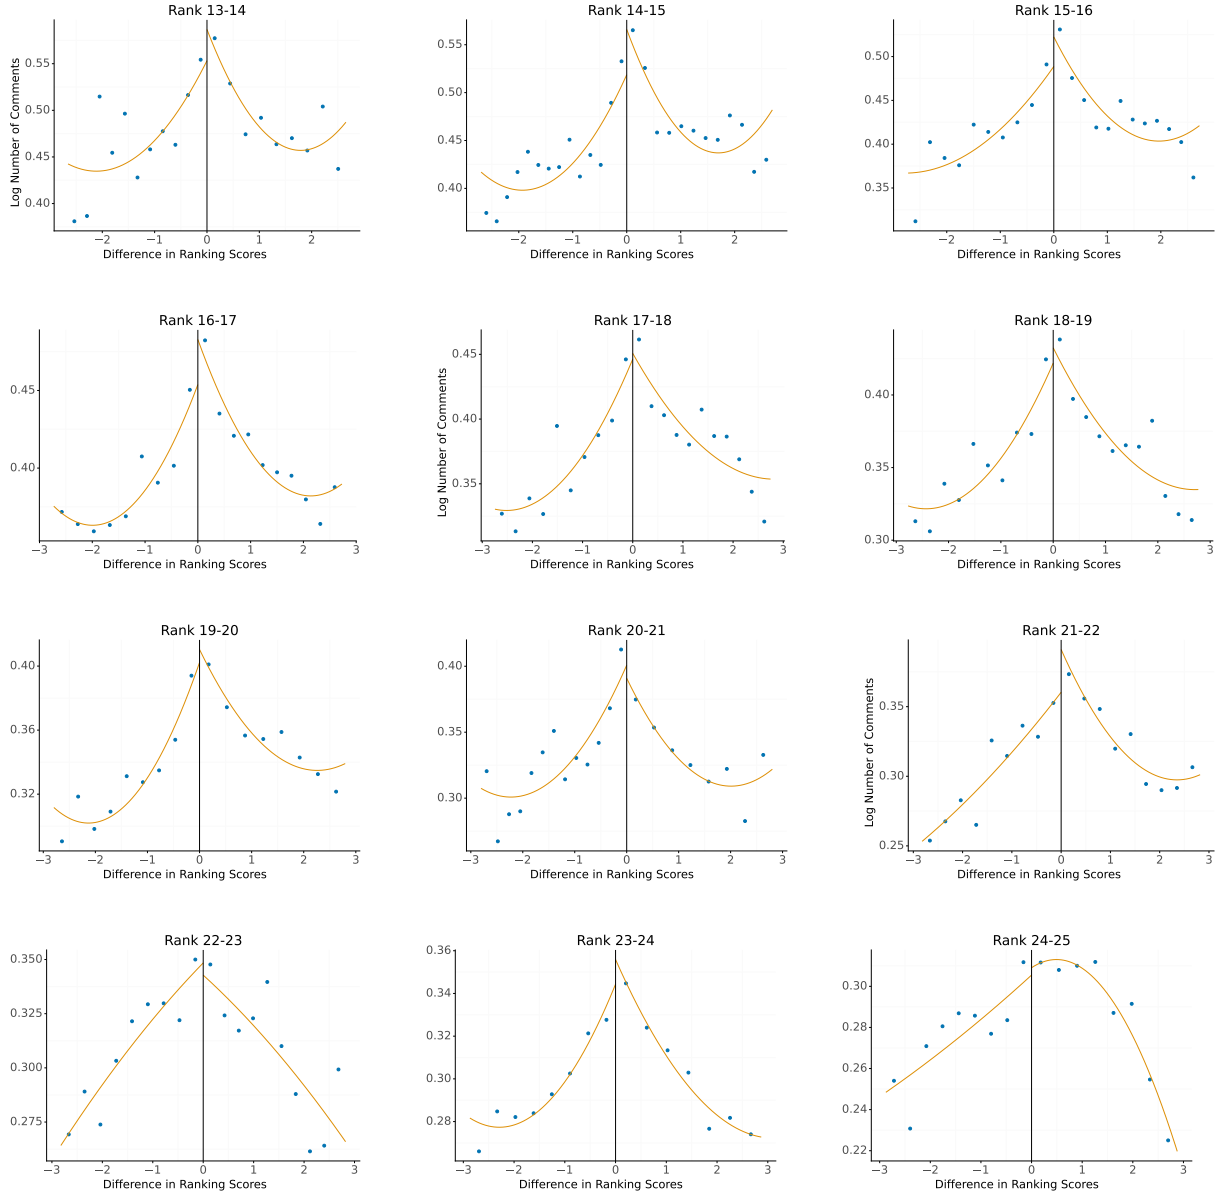 Rank 13-14
Log Number of Comments
0.55
0.50
0.45
0.40
−2 −1 0 1 2
Difference in Ranking Scores
Rank 14-15
0.55
0.50
0.45
0.40
−2 −1 0 1 2
Difference in Ranking Scores
Rank 15-16
0.50
0.45
0.40
0.35
−2 −1 0 1 2
Difference in Ranking Scores
Rank 16-17
0.45
0.40
−3 −2 −1 0 1 2 3
Difference in Ranking Scores
Rank 17-18
Log Number of Comments
0.45
0.40
0.35
−3 −2 −1 0 1 2 3
Difference in Ranking Scores
Rank 18-19
0.40
0.35
0.30
−3 −2 −1 0 1 2 3
Difference in Ranking Scores
Rank 19-20
0.40
0.36
0.32
−3 −2 −1 0 1 2 3
Difference in Ranking Scores
Rank 20-21
0.40
0.35
0.30
−3 −2 −1 0 1 2 3
Difference in Ranking Scores
Rank 21-22
Log Number of Comments
0.35
0.30
0.25
−3 −2 −1 0 1 2 3
Difference in Ranking Scores
Rank 22-23
0.350
0.325
0.300
0.275
−3 −2 −1 0 1 2 3
Difference in Ranking Scores
Rank 23-24
0.36
0.34
0.32
0.30
0.28
−3 −2 −1 0 1 2 3
Difference in Ranking Scores
Rank 24-25
0.30
0.28
0.26
0.24
0.22
−3 −2 −1 0 1 2 3
Difference in Ranking Scores